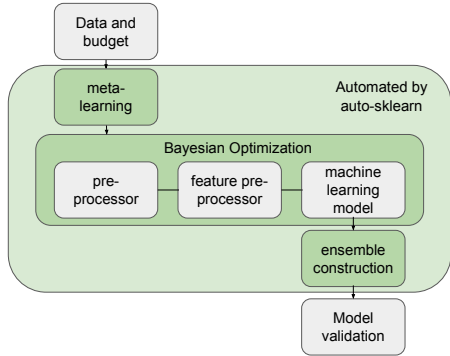 Data and
budget
meta-
learning
Automated by
auto-sklearn
Bayesian Optimization
pre-
processor
feature pre-
processor
machine
learning
model
ensemble
construction
Model
validation